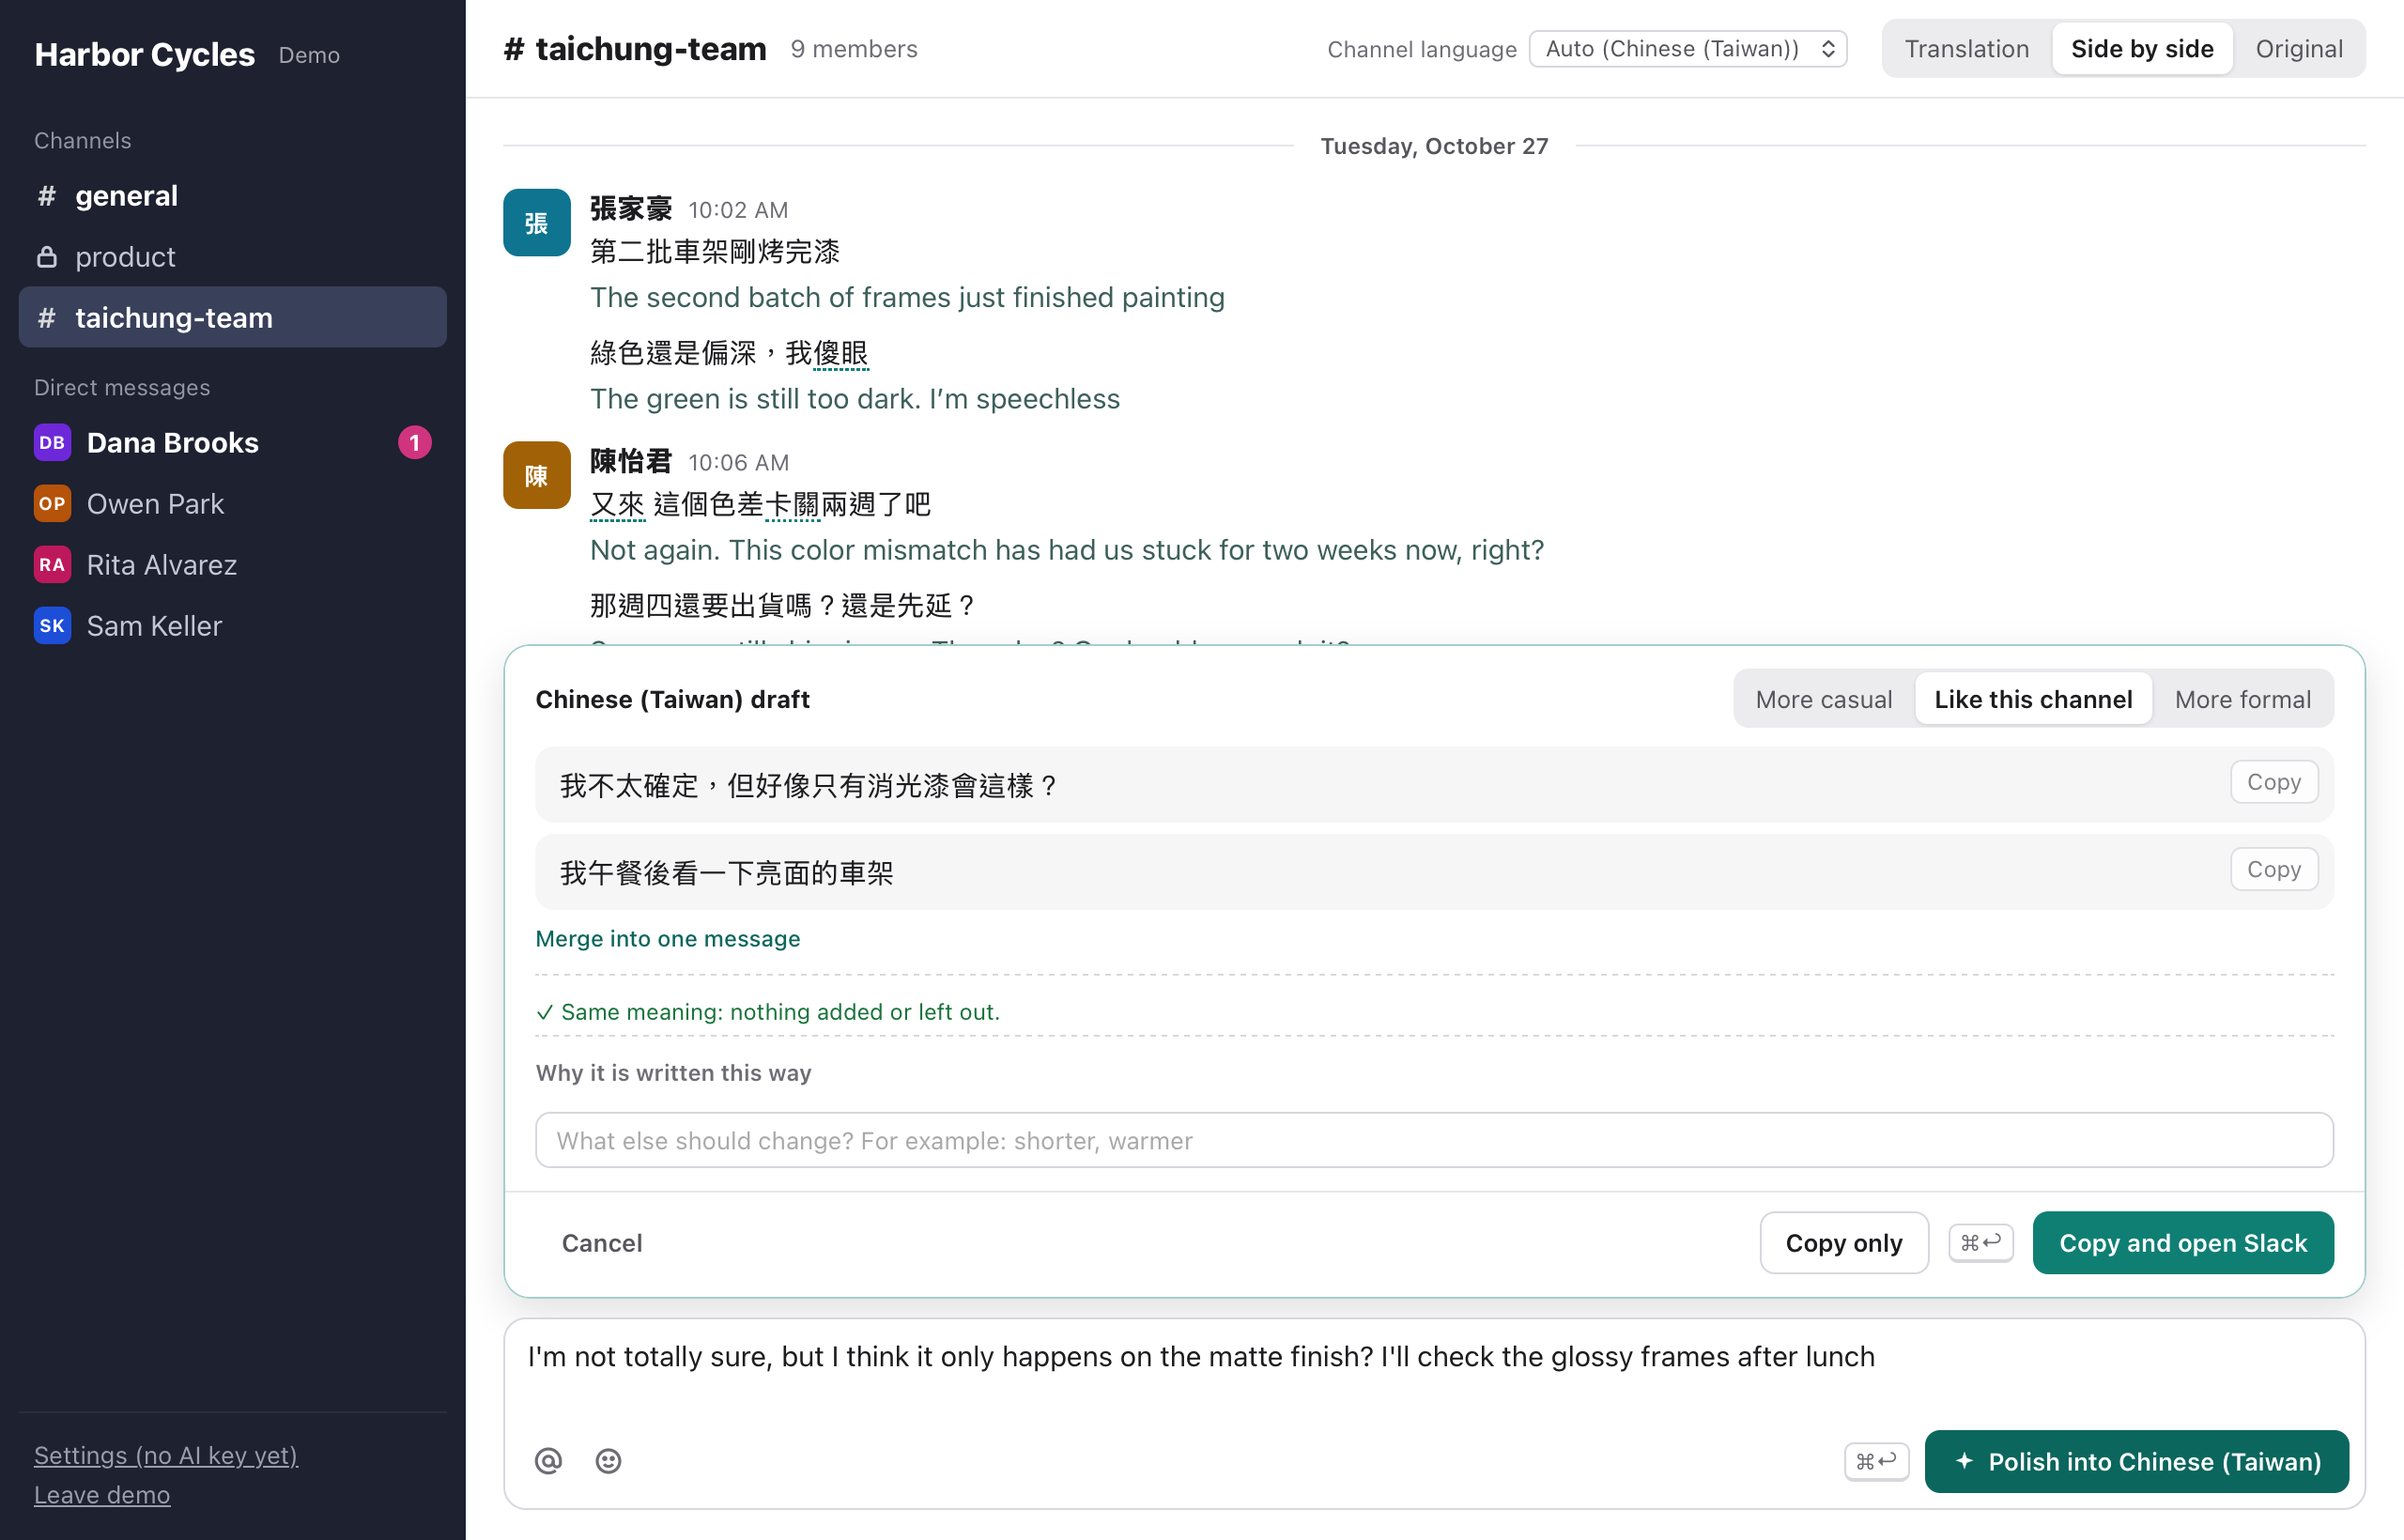 Harbor Cycles Demo
Channels
# general
product
# taichung-team
Direct messages
DB Dana Brooks 1
OP Owen Park
RA Rita Alvarez
SK Sam Keller
Settings (no AI key yet)
Leave demo
# taichung-team 9 members
Channel language Auto (Chinese (Taiwan)) Translation Side by side Original
Tuesday, October 27
張 張家豪 10:02 AM
第二批車架剛烤完漆
The second batch of frames just finished painting
綠色還是偏深，我傻眼
The green is still too dark. I’m speechless
陳 陳怡君 10:06 AM
又來 這個色差卡關兩週了吧
Not again. This color mismatch has had us stuck for two weeks now, right?
那週四還要出貨嗎？還是先延？
Chinese (Taiwan) draft More casual Like this channel More formal
我不太確定，但好像只有消光漆會這樣？ Copy
我午餐後看一下亮面的車架 Copy
Merge into one message
✓ Same meaning: nothing added or left out.
Why it is written this way
What else should change? For example: shorter, warmer
Cancel Copy only ⌘↩ Copy and open Slack
I'm not totally sure, but I think it only happens on the matte finish? I'll check the glossy frames after lunch
⌘↩ Polish into Chinese (Taiwan)